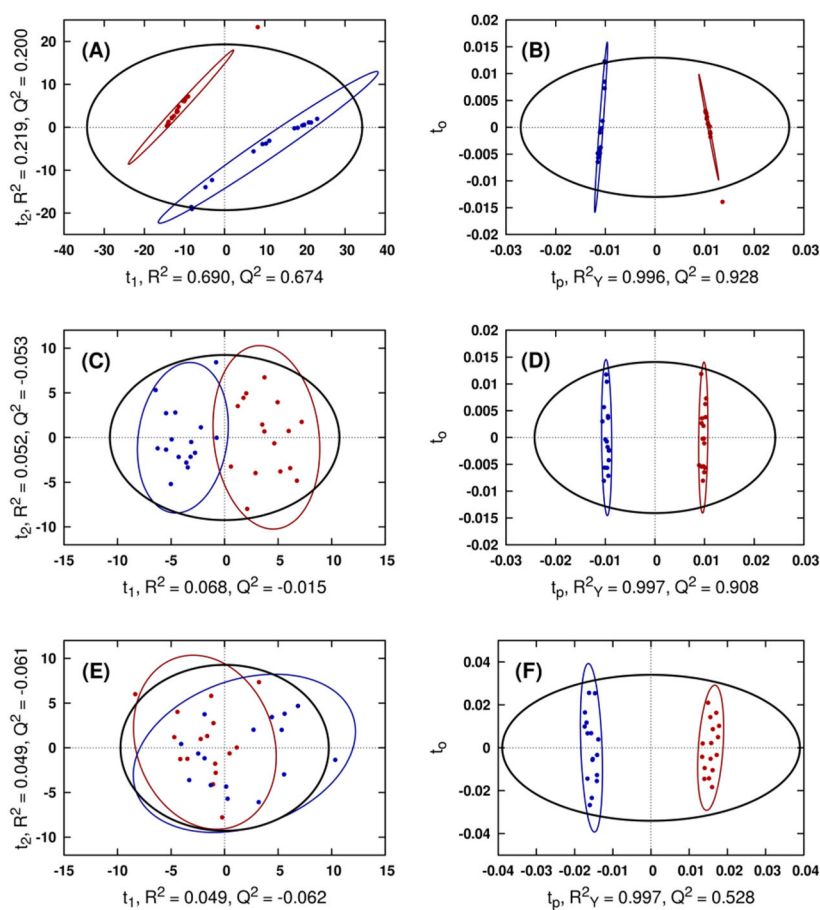 (A)
20
10
0
-10
-20
-40 -30 -20 -10 0 10 20 30 40
t₂, R² = 0.219, Q² = 0.200
t₁, R² = 0.690, Q² = 0.674
(B)
0.02
0.015
0.01
0.005
0
-0.005
-0.01
-0.015
-0.02
-0.03 -0.02 -0.01 0 0.01 0.02 0.03
tₒ
tₚ, R²Y = 0.996, Q² = 0.928
(C)
10
5
0
-5
-10
-15 -10 -5 0 5 10 15
t₂, R² = 0.052, Q² = -0.053
t₁, R² = 0.068, Q² = -0.015
(D)
0.02
0.015
0.01
0.005
0
-0.005
-0.01
-0.015
-0.02
-0.03 -0.02 -0.01 0 0.01 0.02 0.03
tₒ
tₚ, R²Y = 0.997, Q² = 0.908
(E)
10
5
0
-5
-10
-15 -10 -5 0 5 10 15
t₂, R² = 0.049, Q² = -0.061
t₁, R² = 0.049, Q² = -0.062
(F)
0.04
0.02
0
-0.02
-0.04
-0.04 -0.03 -0.02 -0.01 0 0.01 0.02 0.03 0.04
tₒ
tₚ, R²Y = 0.997, Q² = 0.528